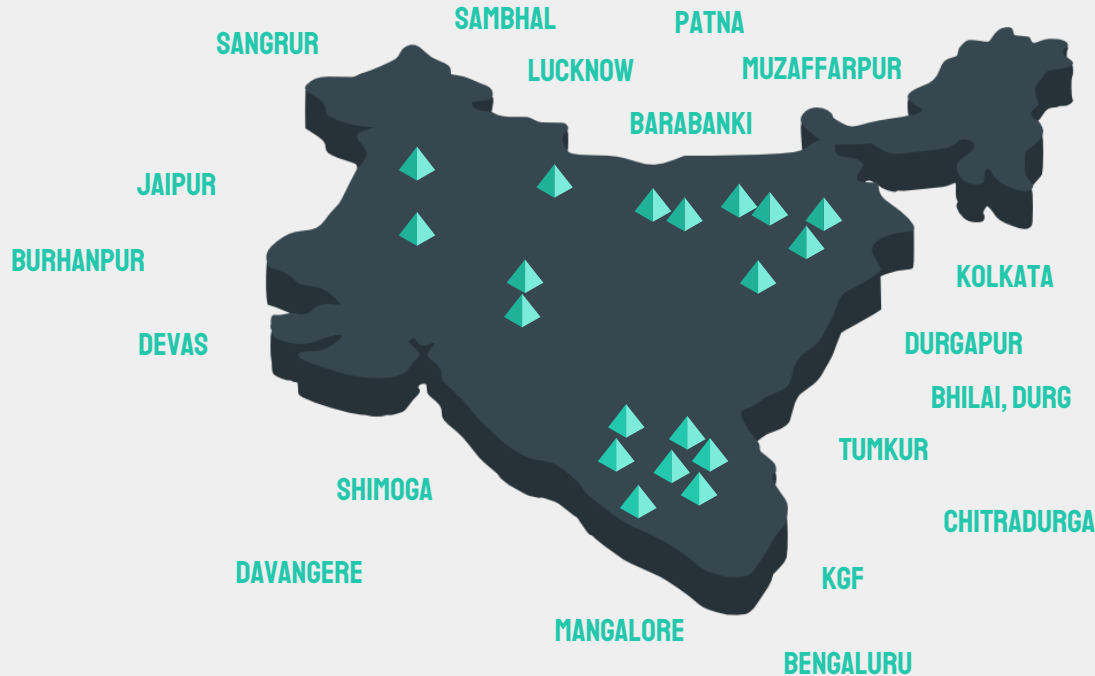 SAMBHAL
PATNA
SANGRUR
LUCKNOW
MUZAFFARPUR
BARABANKI
JAIPUR
BURHANPUR
KOLKATA
DEVAS
DURGAPUR
BHILAI, DURG
TUMKUR
SHIMOGA
CHITRADURGA
DAVANGERE
KGF
MANGALORE
BENGALURU